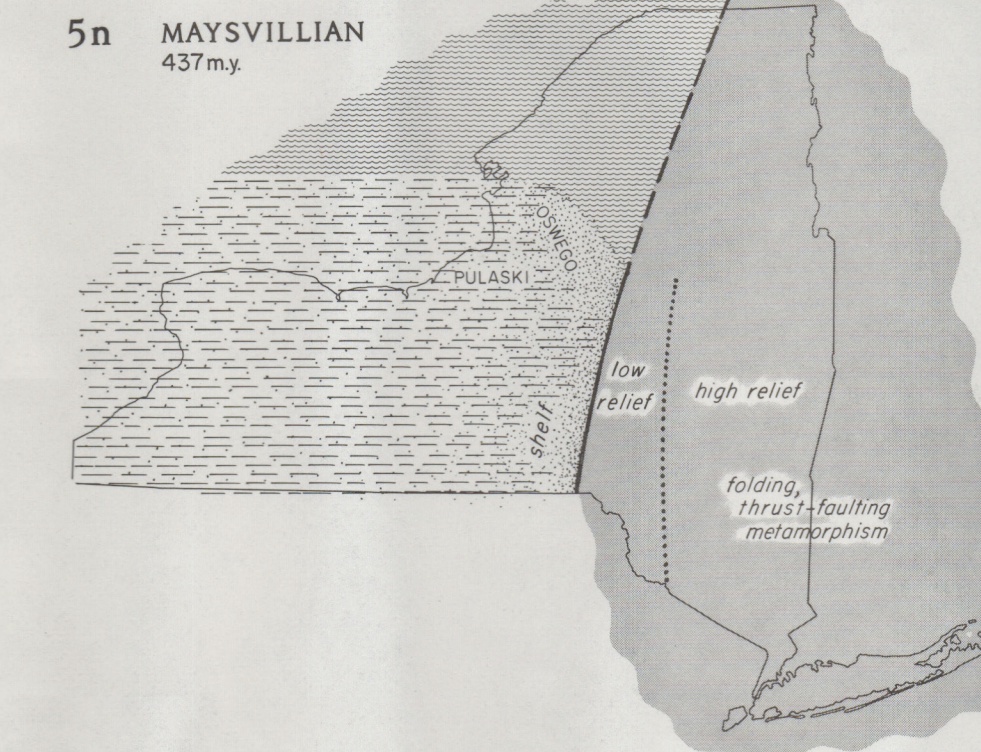 5n MAYSVILLIAN
437 m.y.
OSWEGO
PULASKI
shelf
low
relief
high relief
folding,
thrust-faulting
metamorphism